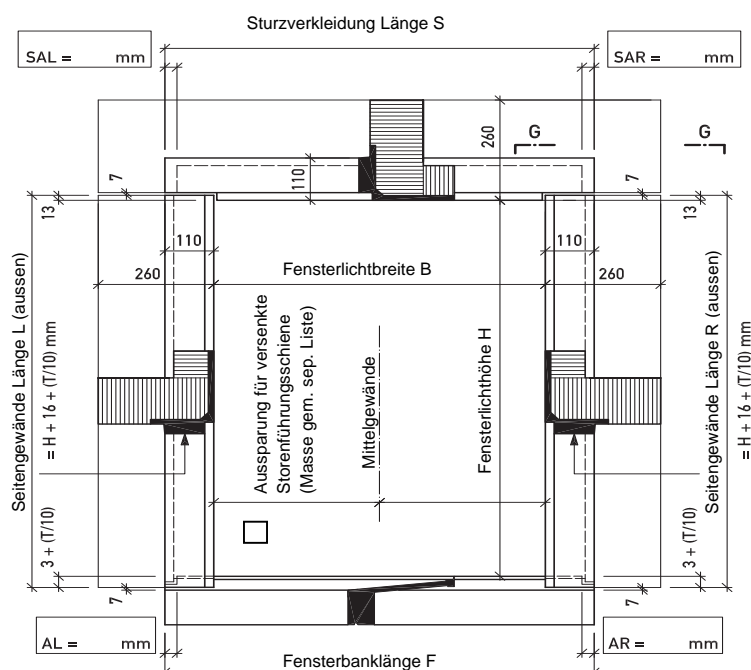 Sturzverkleidung Länge S
SAL = mm
SAR = mm
G
G
260
110
7
7
13
13
110
110
260
260
Fensterlichtbreite B
Seitengewände Länge L (aussen)
= H + 16 + (T/10) mm
Aussparung für versenkte
Storenführungsschiene
(Masse gem. sep. Liste)
Mittelgewände
Fensterlichthöhe H
Seitengewände Länge R (aussen)
= H + 16 + (T/10) mm
3 + (T/10)
3 + (T/10)
7
7
AL = mm
AR = mm
Fensterbanklänge F